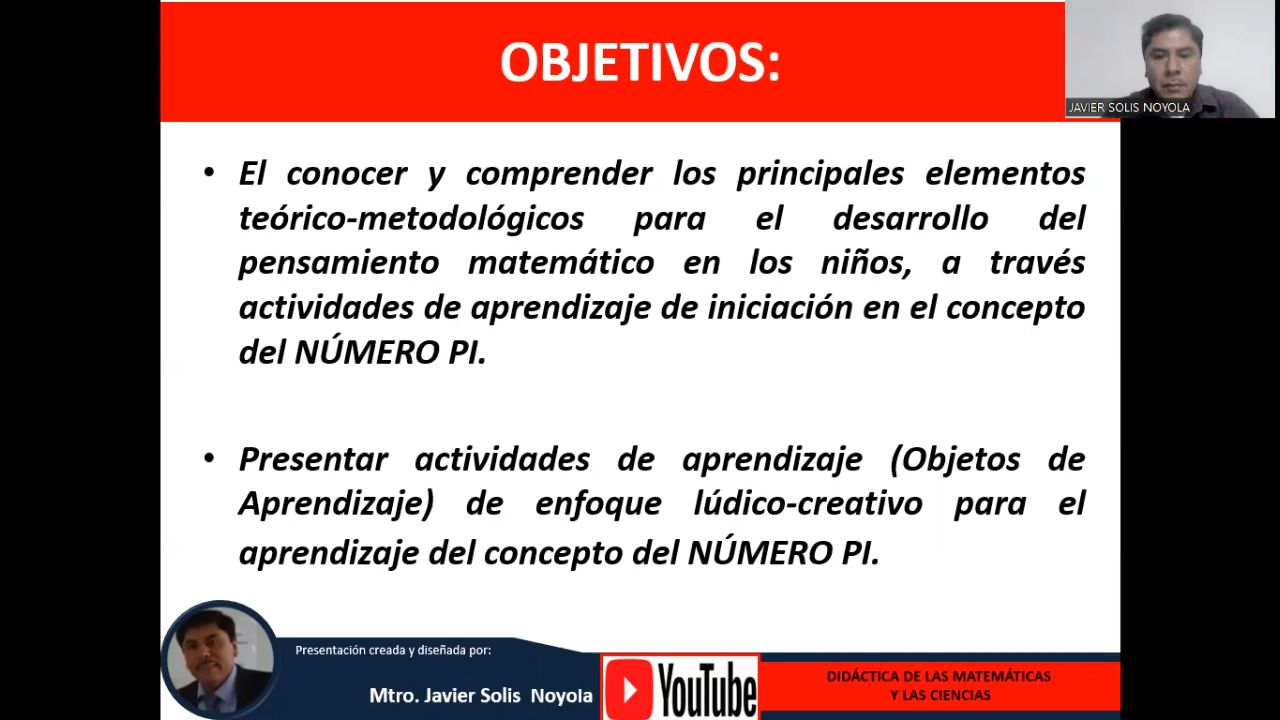 OBJETIVOS:
JAVIER SOLIS NOYOLA
• El conocer y comprender los principales elementos
teórico-metodológicos para el desarrollo del
pensamiento matemático en los niños, a través
actividades de aprendizaje de iniciación en el concepto
del NÚMERO PI.
• Presentar actividades de aprendizaje (Objetos de
Aprendizaje) de enfoque lúdico-creativo para el
aprendizaje del concepto del NÚMERO PI.
Presentación creada y diseñada por:
Mtro. Javier Solis Noyola
YouTube
DIDÁCTICA DE LAS MATEMÁTICAS
Y LAS CIENCIAS